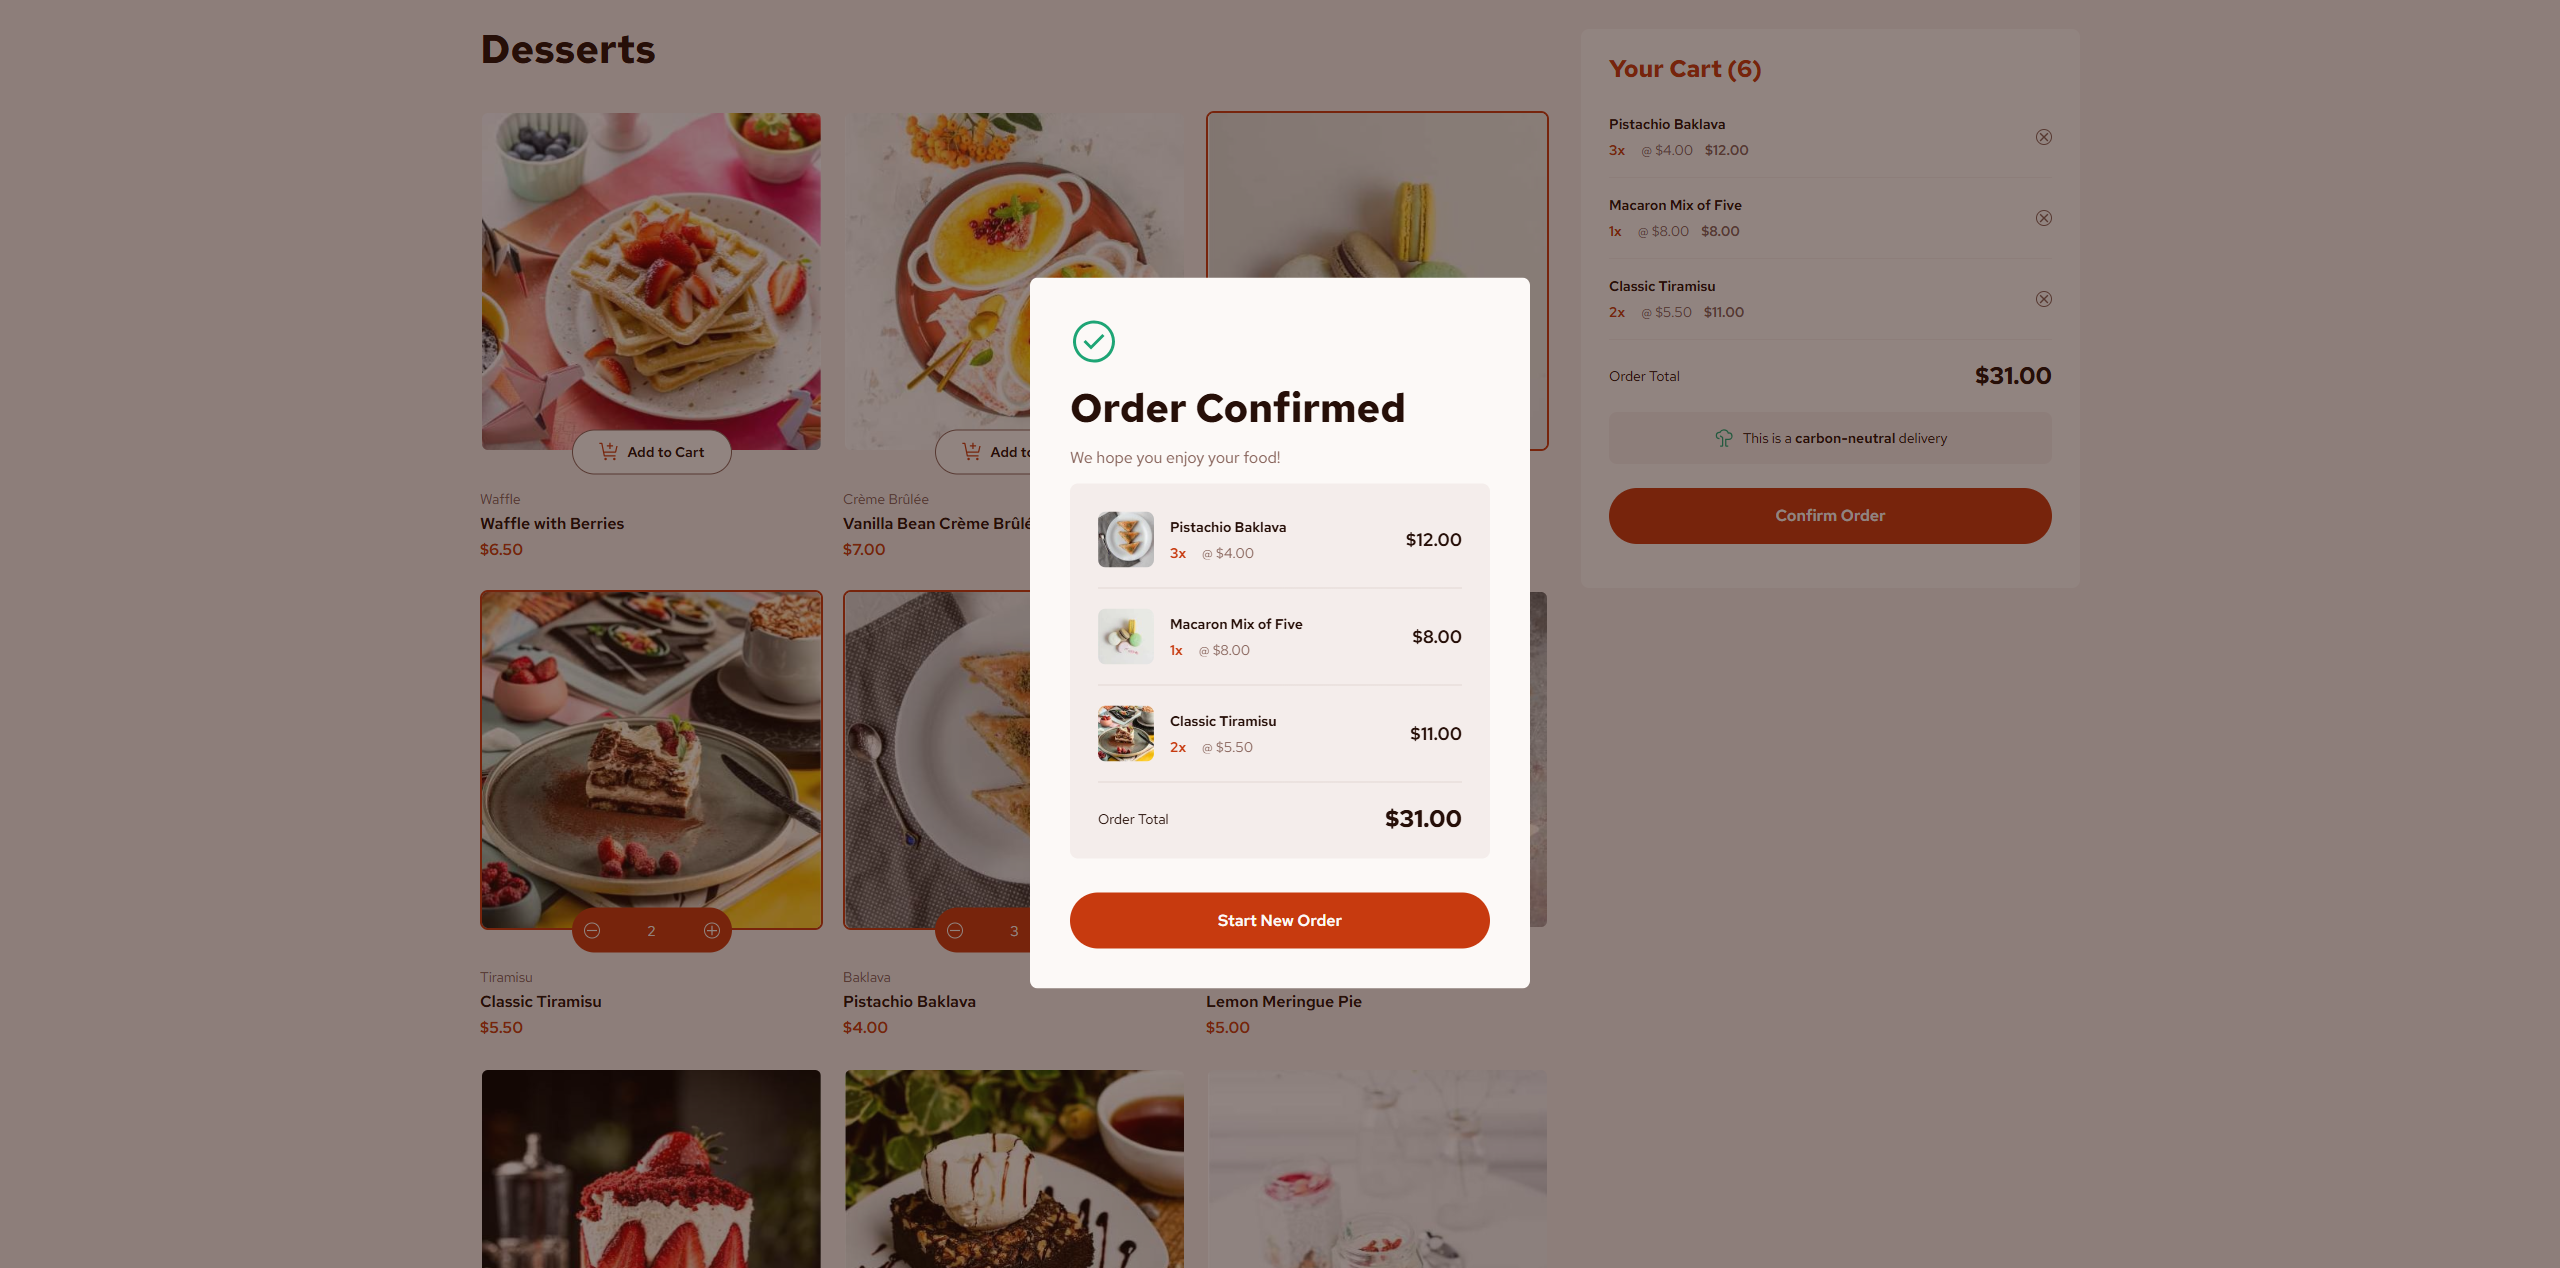 Desserts
Add to Cart
Waffle
Waffle with Berries
$6.50
Add to
Crème Brûlée
Vanilla Bean Crème Brûlé
$7.00
2
Tiramisu
Classic Tiramisu
$5.50
3
Baklava
Pistachio Baklava
$4.00
Lemon Meringue Pie
$5.00
Your Cart (6)
Pistachio Baklava
3x @ $4.00 $12.00
Macaron Mix of Five
1x @ $8.00 $8.00
Classic Tiramisu
2x @ $5.50 $11.00
Order Total $31.00
This is a carbon-neutral delivery
Confirm Order
Order Confirmed
We hope you enjoy your food!
Pistachio Baklava
3x @ $4.00
$12.00
Macaron Mix of Five
1x @ $8.00
$8.00
Classic Tiramisu
2x @ $5.50
$11.00
Order Total $31.00
Start New Order